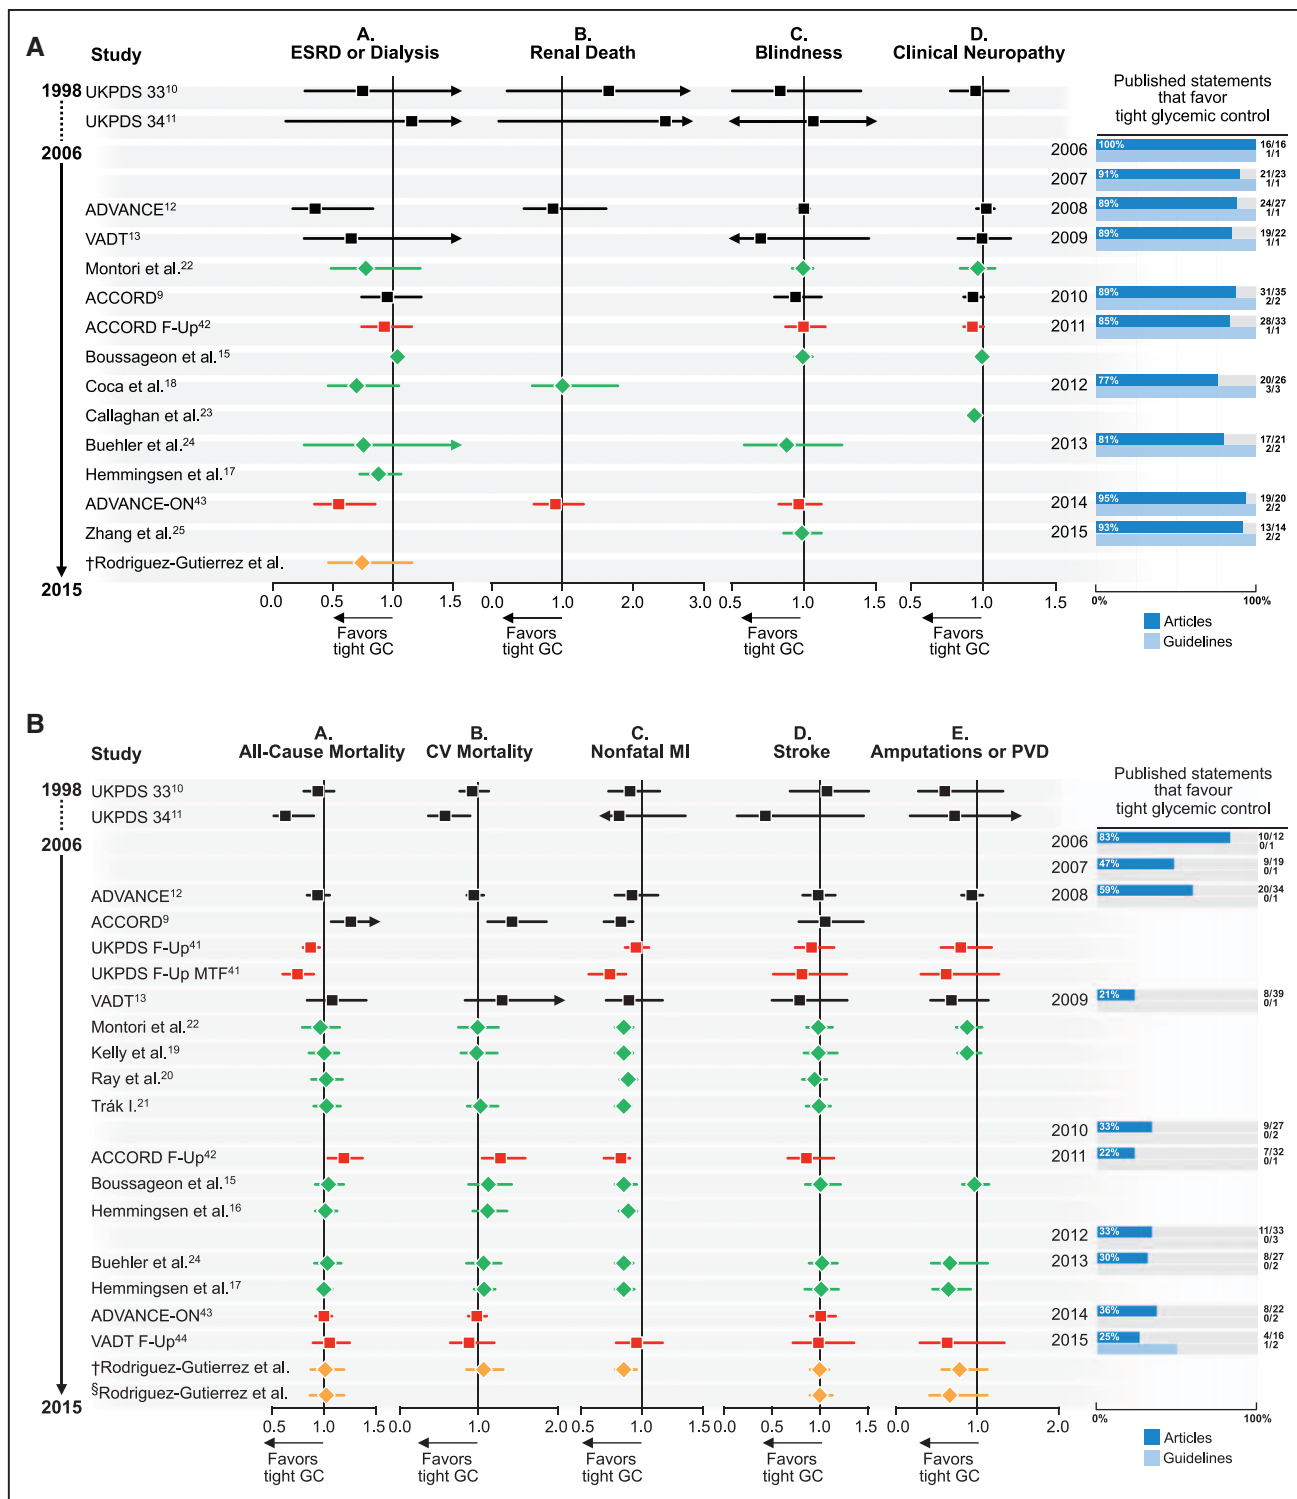 A
Study
A.
ESRD or Dialysis
B.
Renal Death
C.
Blindness
D.
Clinical Neuropathy
Published statements
that favor
tight glycemic control
1998
UKPDS 33¹⁰
UKPDS 34¹¹
2006
2006 100% 16/16
1/1
2007 91% 21/23
1/1
ADVANCE¹²
2008 89% 24/27
1/1
VADT¹³
2009 89% 19/22
1/1
Montori et al.²²
ACCORD⁹
2010 89% 31/35
2/2
ACCORD F-Up⁴²
2011 85% 28/33
1/1
Boussageon et al.¹⁵
Coca et al.¹⁸
2012 77% 20/26
3/3
Callaghan et al.²³
Buehler et al.²⁴
2013 81% 17/21
2/2
Hemmingsen et al.¹⁷
ADVANCE-ON⁴³
2014 95% 19/20
2/2
Zhang et al.²⁵
2015 93% 13/14
2/2
†Rodriguez-Gutierrez et al.
2015
0.0 0.5 1.0 1.5
0.0 1.0 2.0 3.0
0.5 1.0 1.5
0.5 1.0 1.5
0% 100%
Favors
tight GC
Favors
tight GC
Favors
tight GC
Favors
tight GC
Articles
Guidelines
B
Study
A.
All-Cause Mortality
B.
CV Mortality
C.
Nonfatal MI
D.
Stroke
E.
Amputations or PVD
Published statements
that favour
tight glycemic control
1998
UKPDS 33¹⁰
UKPDS 34¹¹
2006
2006 83% 10/12
0/1
2007 47% 9/19
0/1
ADVANCE¹²
2008 59% 20/34
0/1
ACCORD⁹
UKPDS F-Up⁴¹
UKPDS F-Up MTF⁴¹
VADT¹³
2009 21% 8/39
0/1
Montori et al.²²
Kelly et al.¹⁹
Ray et al.²⁰
Trák I.²¹
2010 33% 9/27
0/2
ACCORD F-Up⁴²
2011 22% 7/32
0/1
Boussageon et al.¹⁵
Hemmingsen et al.¹⁶
2012 33% 11/33
0/3
Buehler et al.²⁴
2013 30% 8/27
0/2
Hemmingsen et al.¹⁷
ADVANCE-ON⁴³
2014 36% 8/22
0/2
VADT F-Up⁴⁴
2015 25% 4/16
1/2
†Rodriguez-Gutierrez et al.
§Rodriguez-Gutierrez et al.
2015
0.5 1.0 1.5
0.0 1.0 2.0
0.5 1.0
0.5 1.0 1.5
0.0 1.0 2.0
0% 100%
Favors
tight GC
Favors
tight GC
Favors
tight GC
Favors
tight GC
Favors
tight GC
Articles
Guidelines